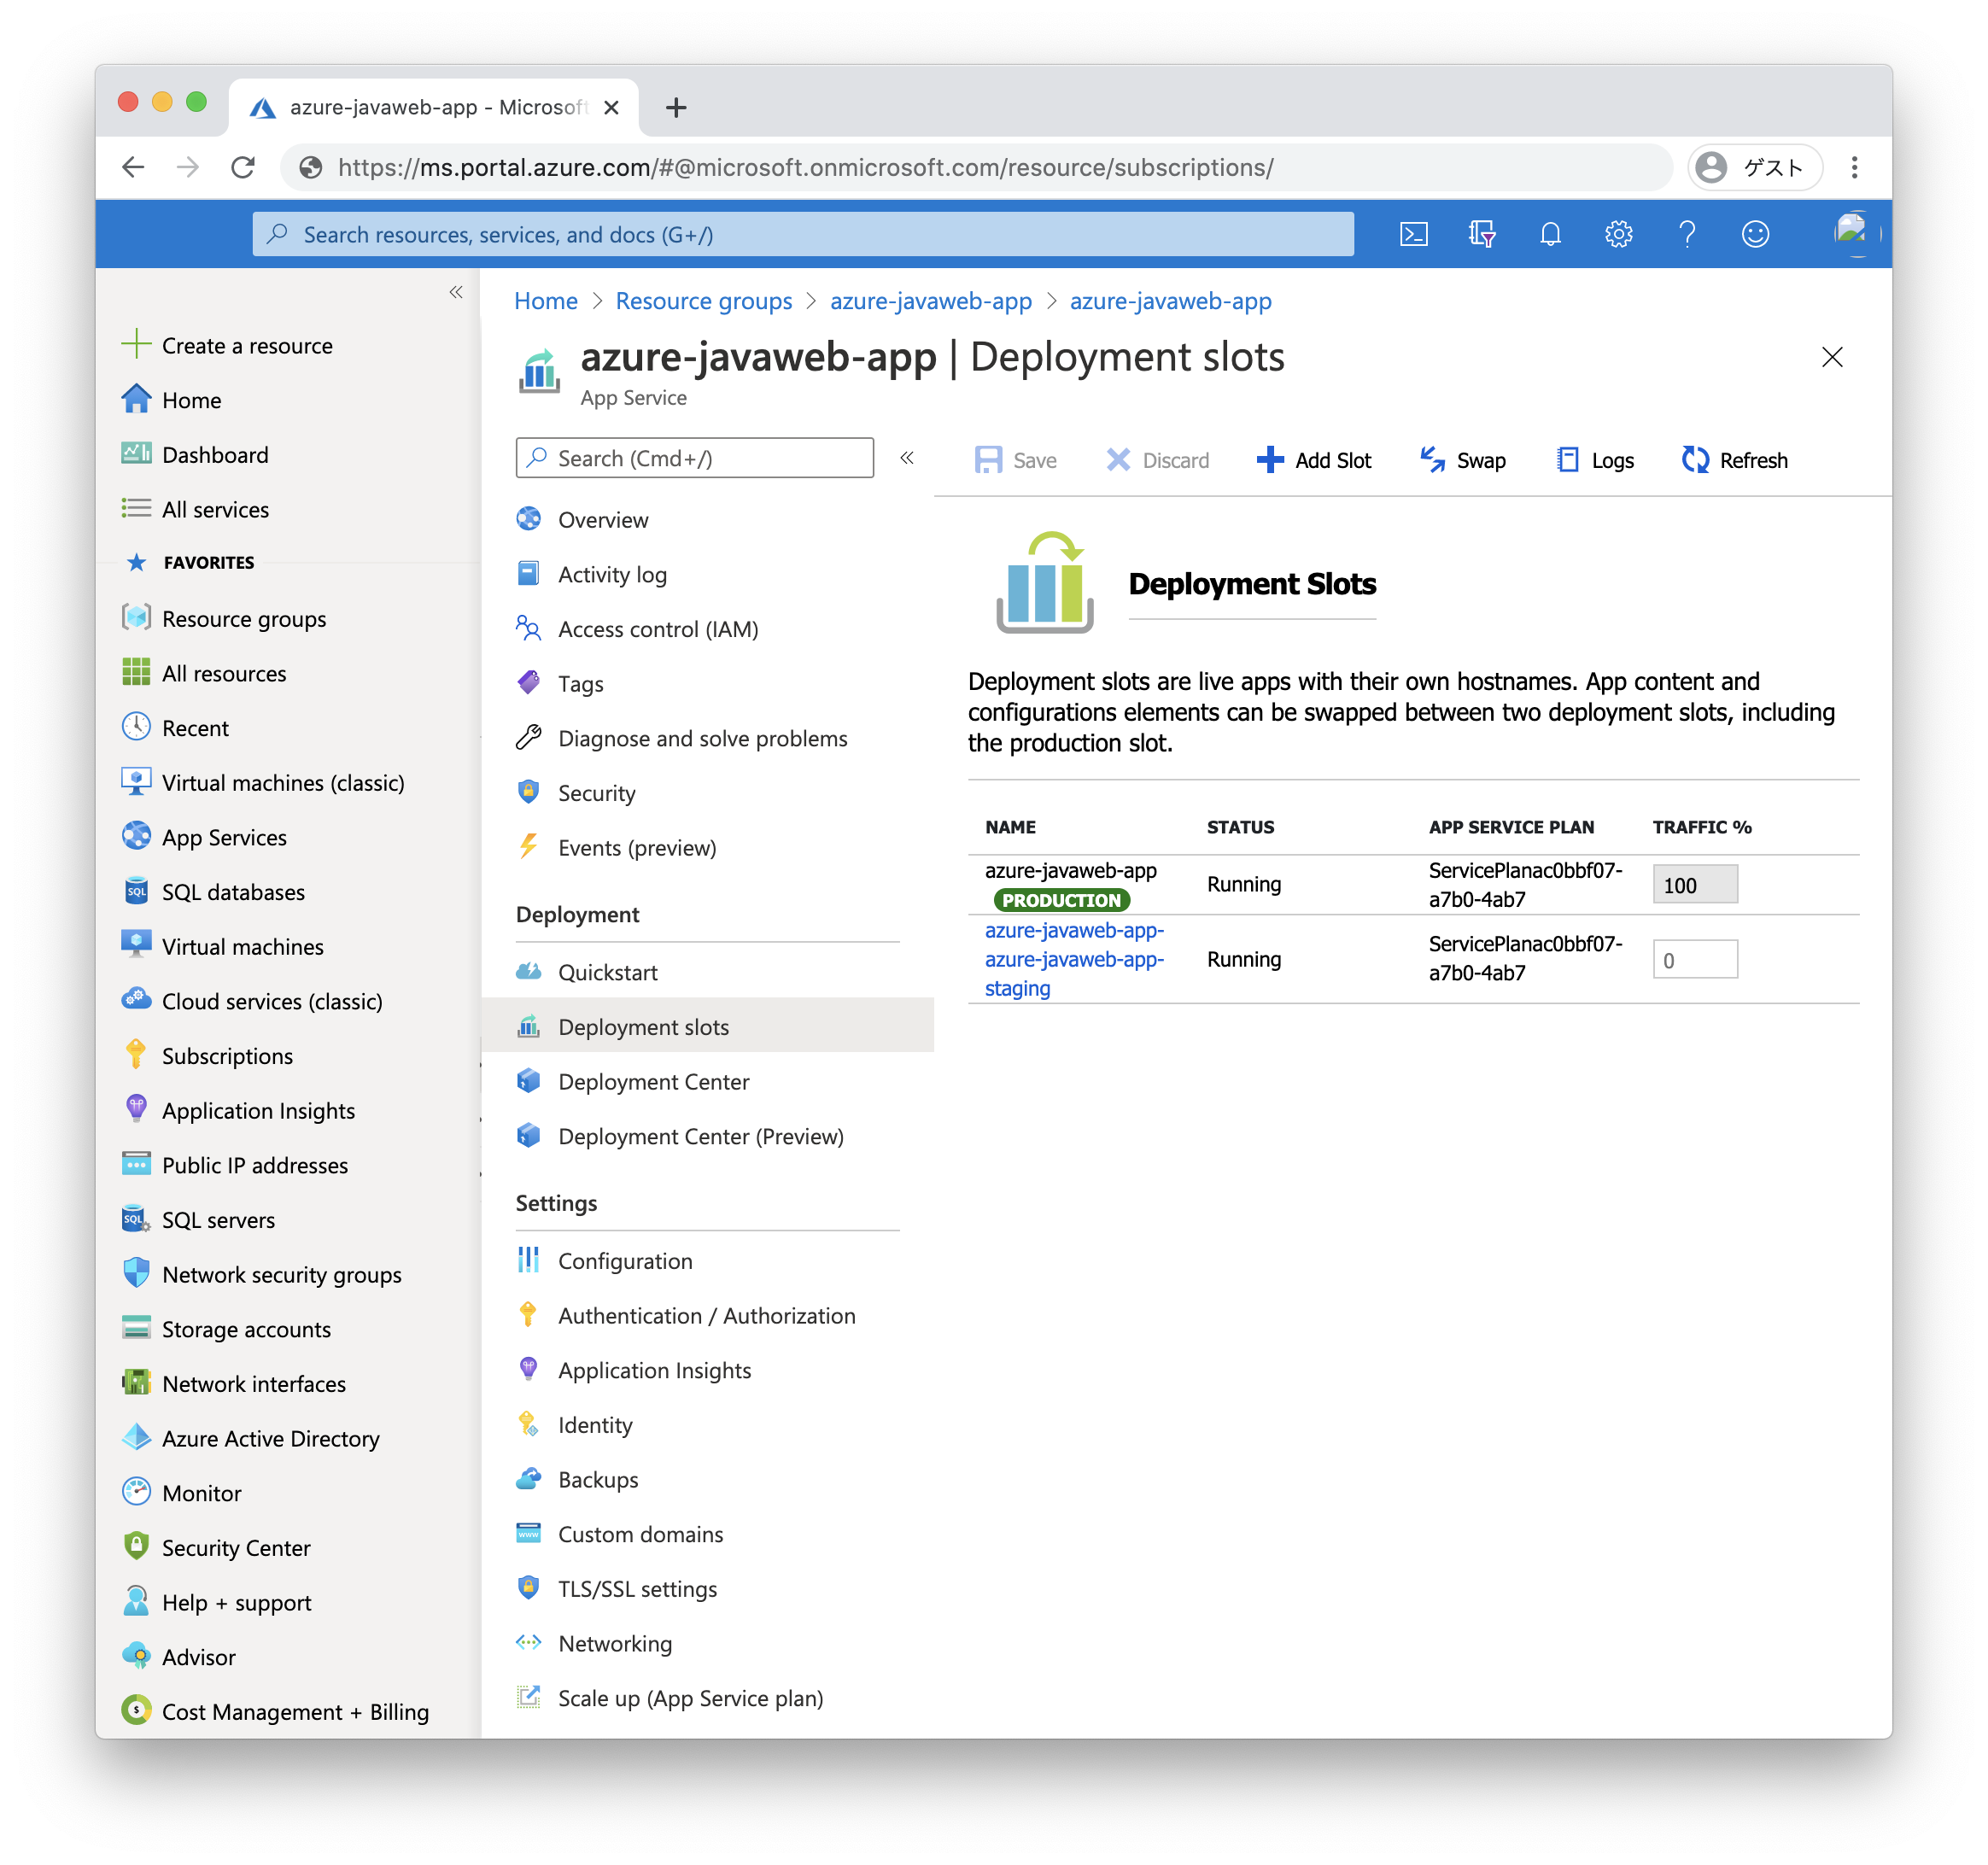 azure-javaweb-app - Microsoft
https://ms.portal.azure.com/#@microsoft.onmicrosoft.com/resource/subscriptions/
ゲスト
Search resources, services, and docs (G+/)
Create a resource
Home
Dashboard
All services
FAVORITES
Resource groups
All resources
Recent
Virtual machines (classic)
App Services
SQL databases
Virtual machines
Cloud services (classic)
Subscriptions
Application Insights
Public IP addresses
SQL servers
Network security groups
Storage accounts
Network interfaces
Azure Active Directory
Monitor
Security Center
Help + support
Advisor
Cost Management + Billing
Home > Resource groups > azure-javaweb-app > azure-javaweb-app
azure-javaweb-app | Deployment slots
App Service
Search (Cmd+/)
Overview
Activity log
Access control (IAM)
Tags
Diagnose and solve problems
Security
Events (preview)
Deployment
Quickstart
Deployment slots
Deployment Center
Deployment Center (Preview)
Settings
Configuration
Authentication / Authorization
Application Insights
Identity
Backups
Custom domains
TLS/SSL settings
Networking
Scale up (App Service plan)
Save Discard Add Slot Swap Logs Refresh
Deployment Slots
Deployment slots are live apps with their own hostnames. App content and
configurations elements can be swapped between two deployment slots, including
the production slot.
NAME STATUS APP SERVICE PLAN TRAFFIC %
azure-javaweb-app
PRODUCTION
Running
ServicePlanac0bbf07-
a7b0-4ab7
100
azure-javaweb-app-
azure-javaweb-app-
staging
Running
ServicePlanac0bbf07-
a7b0-4ab7
0